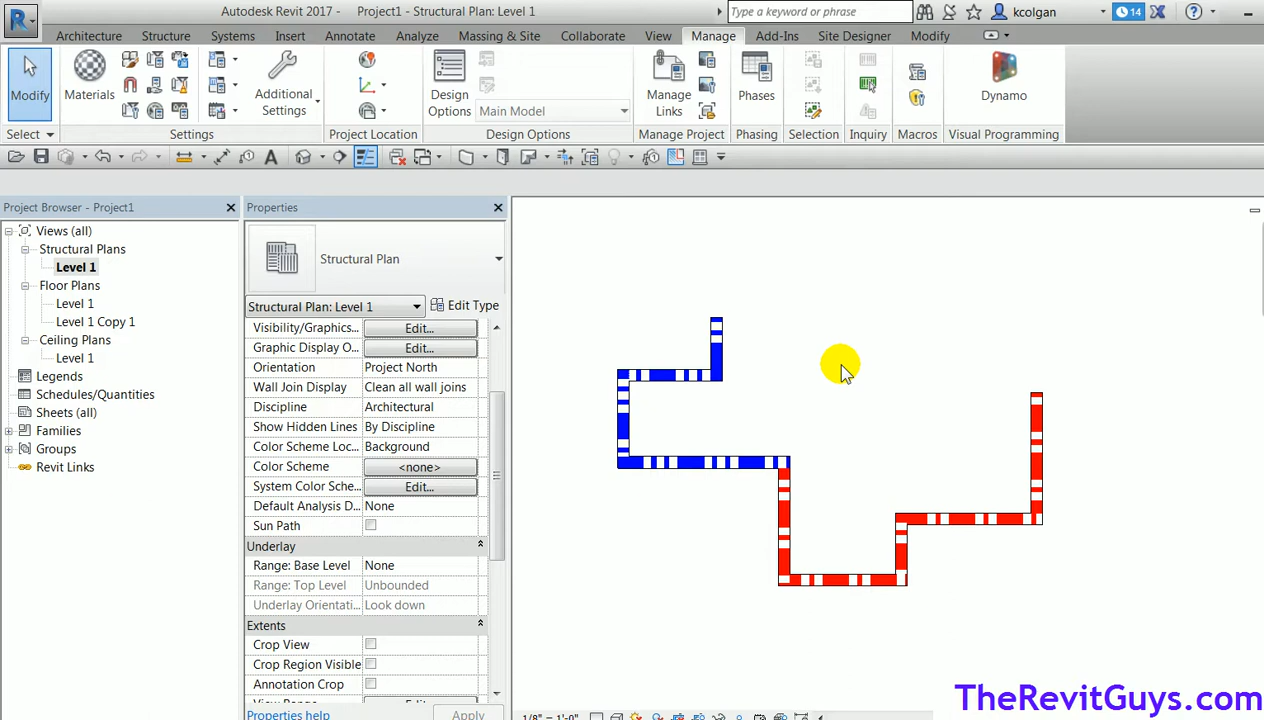 Autodesk Revit 2017 - Project1 - Structural Plan: Level 1
Type a keyword or phrase
kcolgan
14
Architecture Structure Systems Insert Annotate Analyze Massing & Site Collaborate View Manage Add-Ins Site Designer Modify
Modify
Materials
Additional
Settings
Design
Options
Main Model
Manage
Links
Phases
Dynamo
Select
Settings
Project Location
Design Options
Manage Project
Phasing
Selection
Inquiry
Macros
Visual Programming
Project Browser - Project1
Views (all)
Structural Plans
Level 1
Floor Plans
Level 1
Level 1 Copy 1
Ceiling Plans
Level 1
Legends
Schedules/Quantities
Sheets (all)
Families
Groups
Revit Links
Properties
Structural Plan
Structural Plan: Level 1
Edit Type
Visibility/Graphics... Edit...
Graphic Display O... Edit...
Orientation Project North
Wall Join Display Clean all wall joins
Discipline Architectural
Show Hidden Lines By Discipline
Color Scheme Loc... Background
Color Scheme <none>
System Color Sche... Edit...
Default Analysis D... None
Sun Path
Underlay
Range: Base Level None
Range: Top Level Unbounded
Underlay Orientati... Look down
Extents
Crop View
Crop Region Visible
Annotation Crop
Properties help
Apply
1/8" = 1'-0"
TheRevitGuys.com